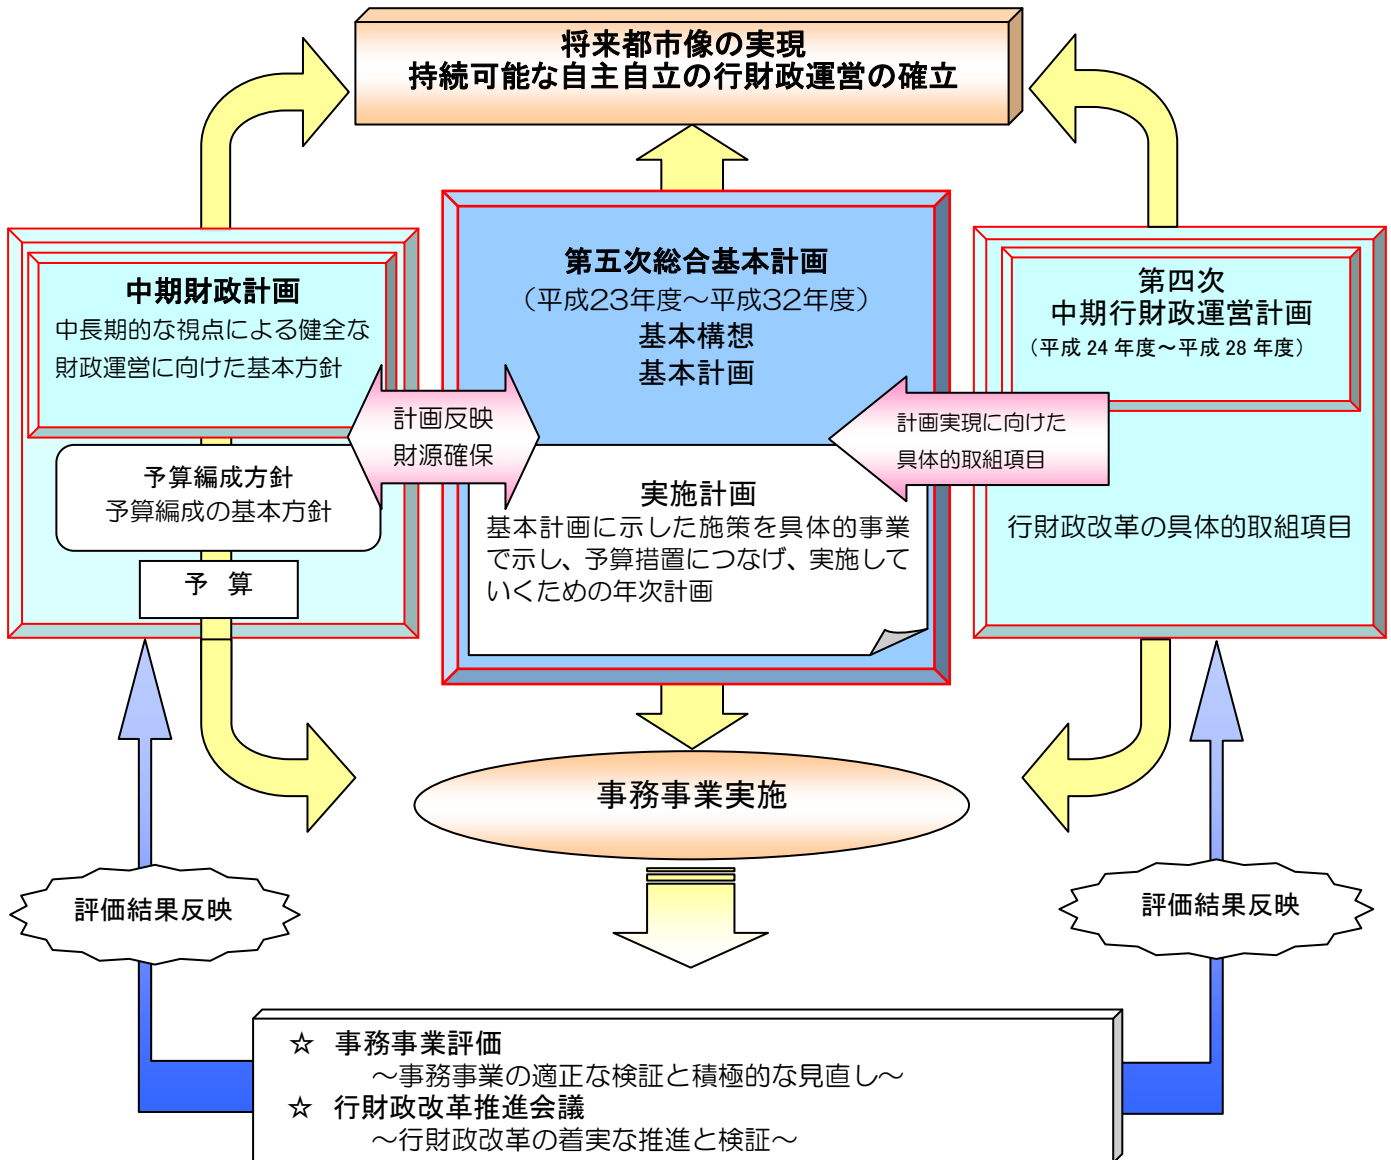 将来都市像の実現
持続可能な自主自立の行財政運営の確立
中期財政計画
中長期的な視点による健全な
財政運営に向けた基本方針
予算編成方針
予算編成の基本方針
予 算
計画反映
財源確保
第五次総合基本計画
(平成23年度～平成32年度)
基本構想
基本計画
実施計画
基本計画に示した施策を具体的事業
で示し、予算措置につなげ、実施して
いくための年次計画
計画実現に向けた
具体的取組項目
第四次
中期行財政運営計画
(平成 24 年度～平成 28 年度)
行財政改革の具体的取組項目
事務事業実施
評価結果反映
評価結果反映
☆ 事務事業評価
～事務事業の適正な検証と積極的な見直し～
☆ 行財政改革推進会議
～行財政改革の着実な推進と検証～